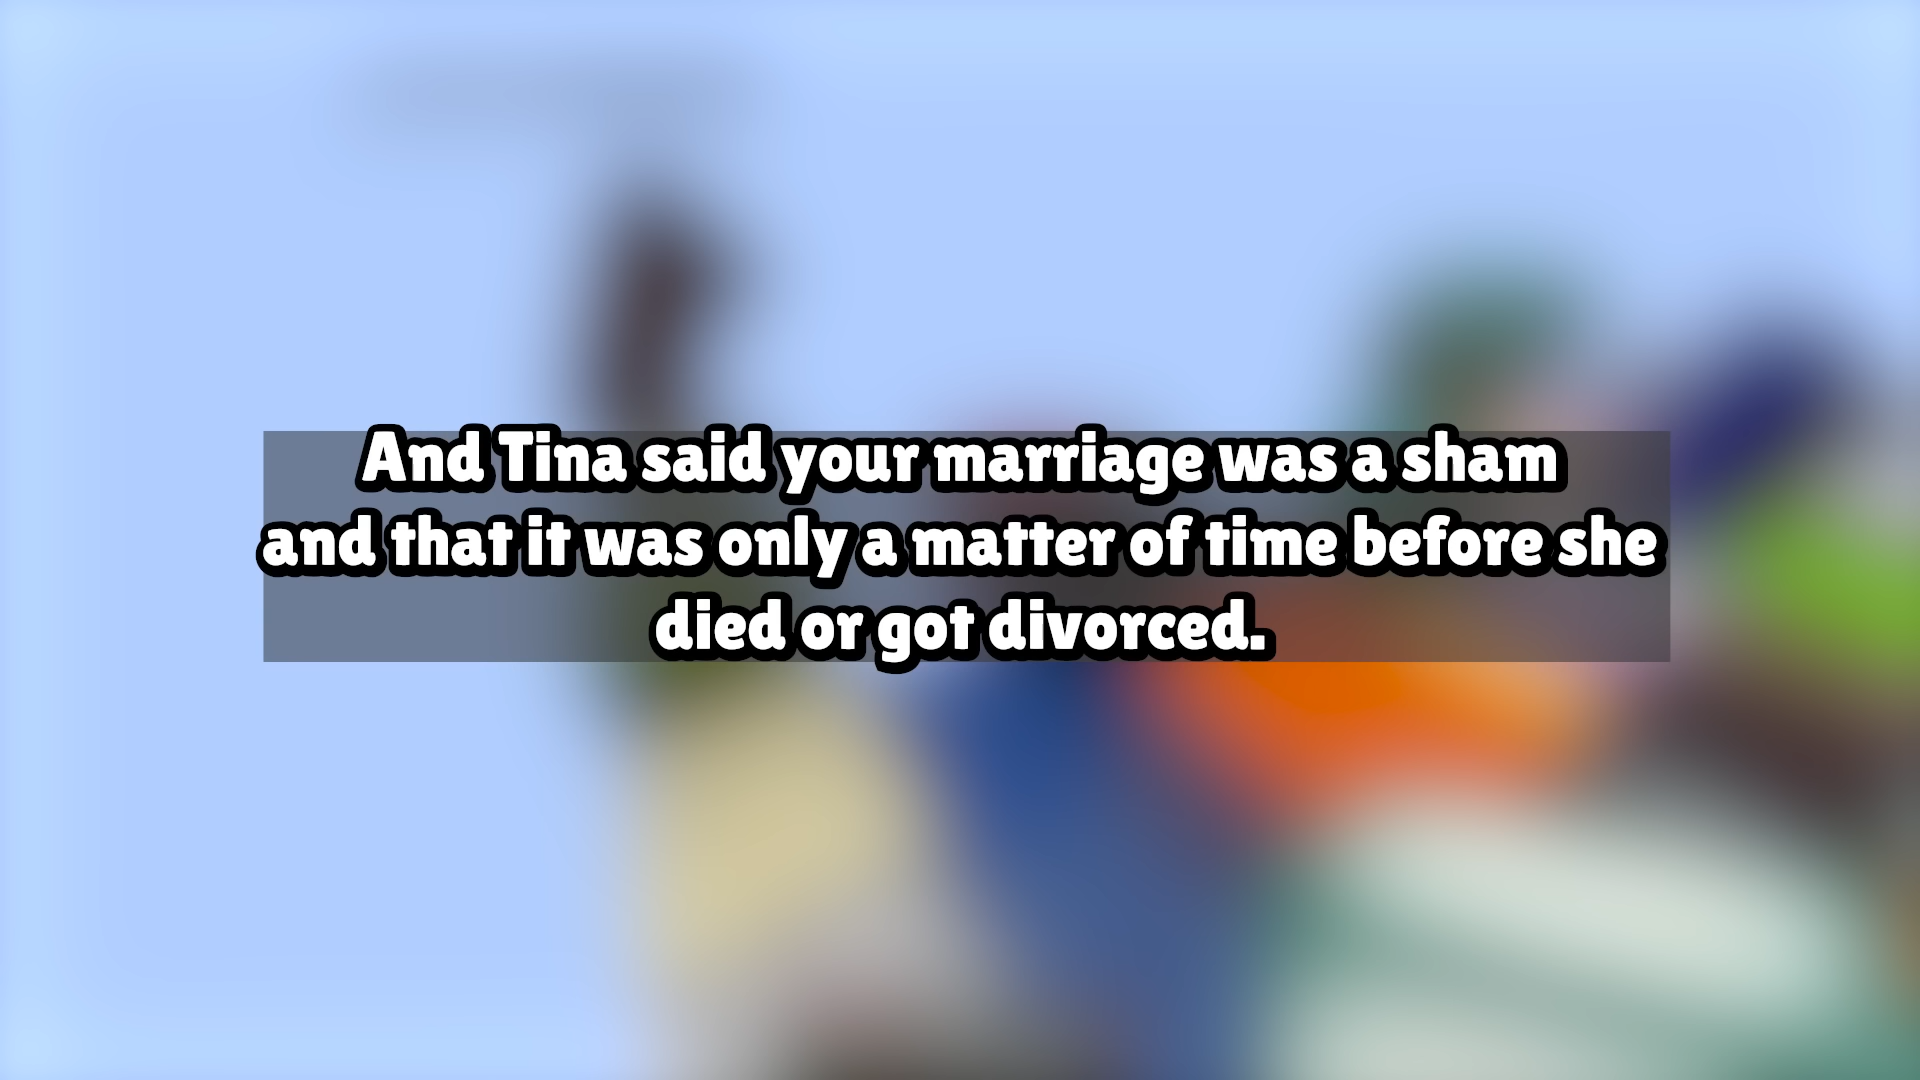 And Tina said your marriage was a sham
and that it was only a matter of time before she
died or got divorced.